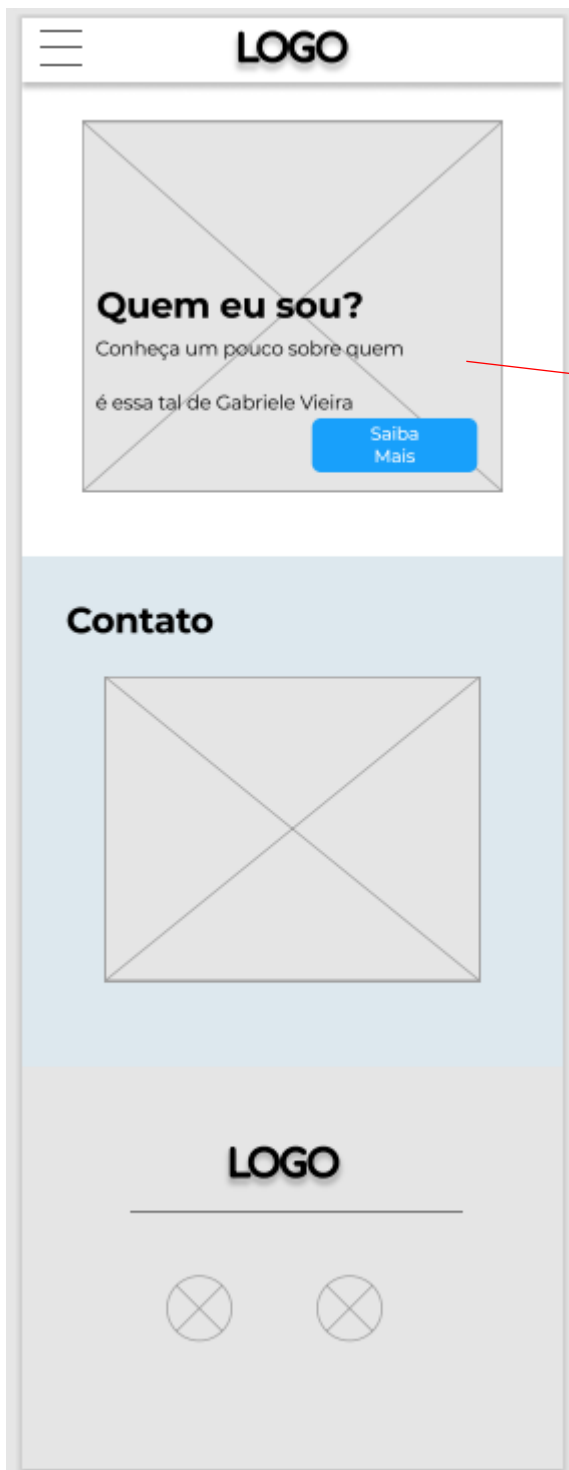 LOGO
Quem eu sou?
Conheça um pouco sobre quem
é essa tal de Gabriele Vieira
Saiba
Mais
Contato
LOGO